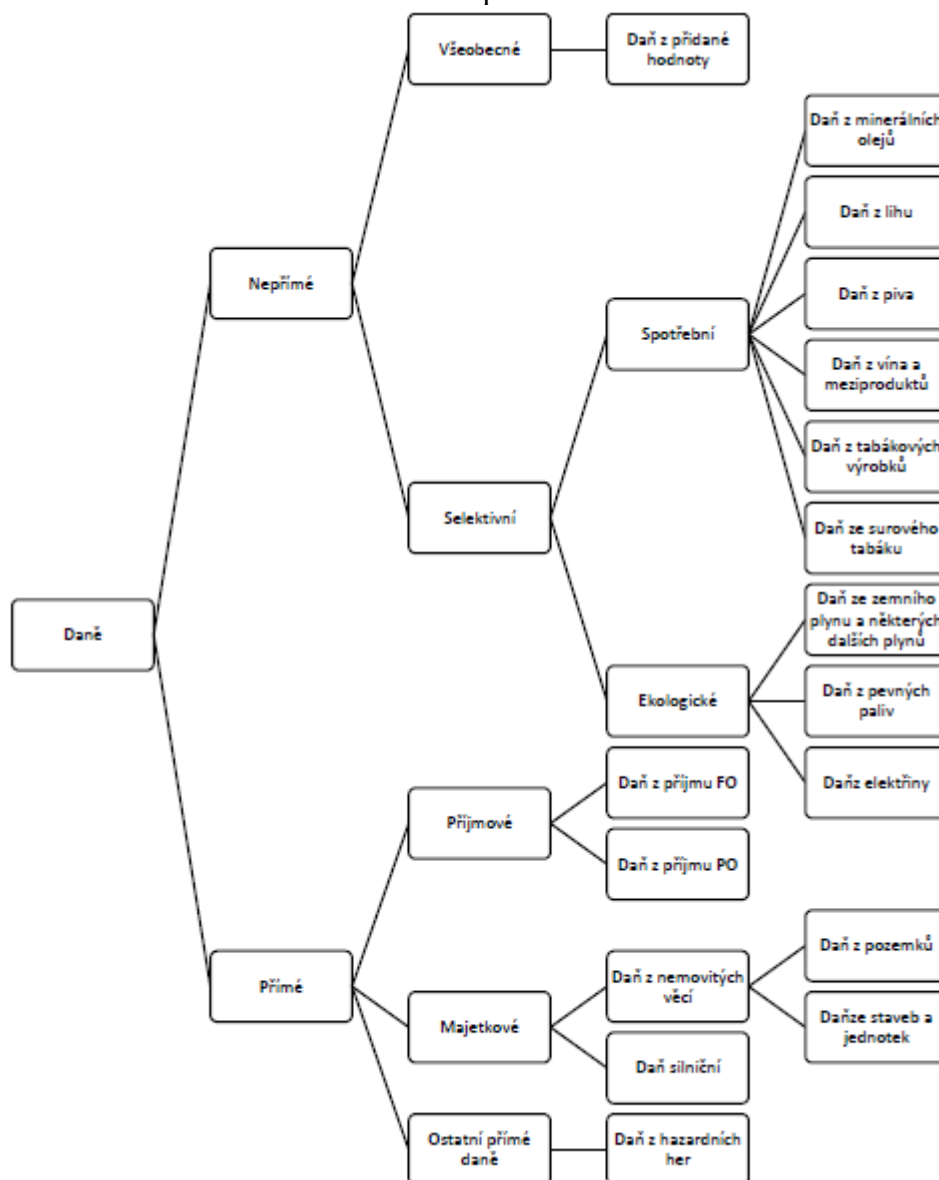 Všeobecné
Daň z přidané
hodnoty
Daň z minerálních
olejů
Daň z lihu
Nepřímé
Daň z piva
Spotřební
Daň z vína a
meziproduktů
Daň z tabákových
výrobků
Selektivní
Daň ze surového
tabáku
Daně
Daň ze zemního
plynu a některých
dalších plynů
Ekologické
Daň z pevných
paliv
Daňz elektřiny
Příjmové
Daň z příjmu FO
Daň z příjmu PO
Přímé
Daň z pozemků
Daň z nemovitých
věcí
Majetkové
Daňze staveb a
jednotek
Daň silniční
Ostatní přímé
daně
Daň z hazardních
her